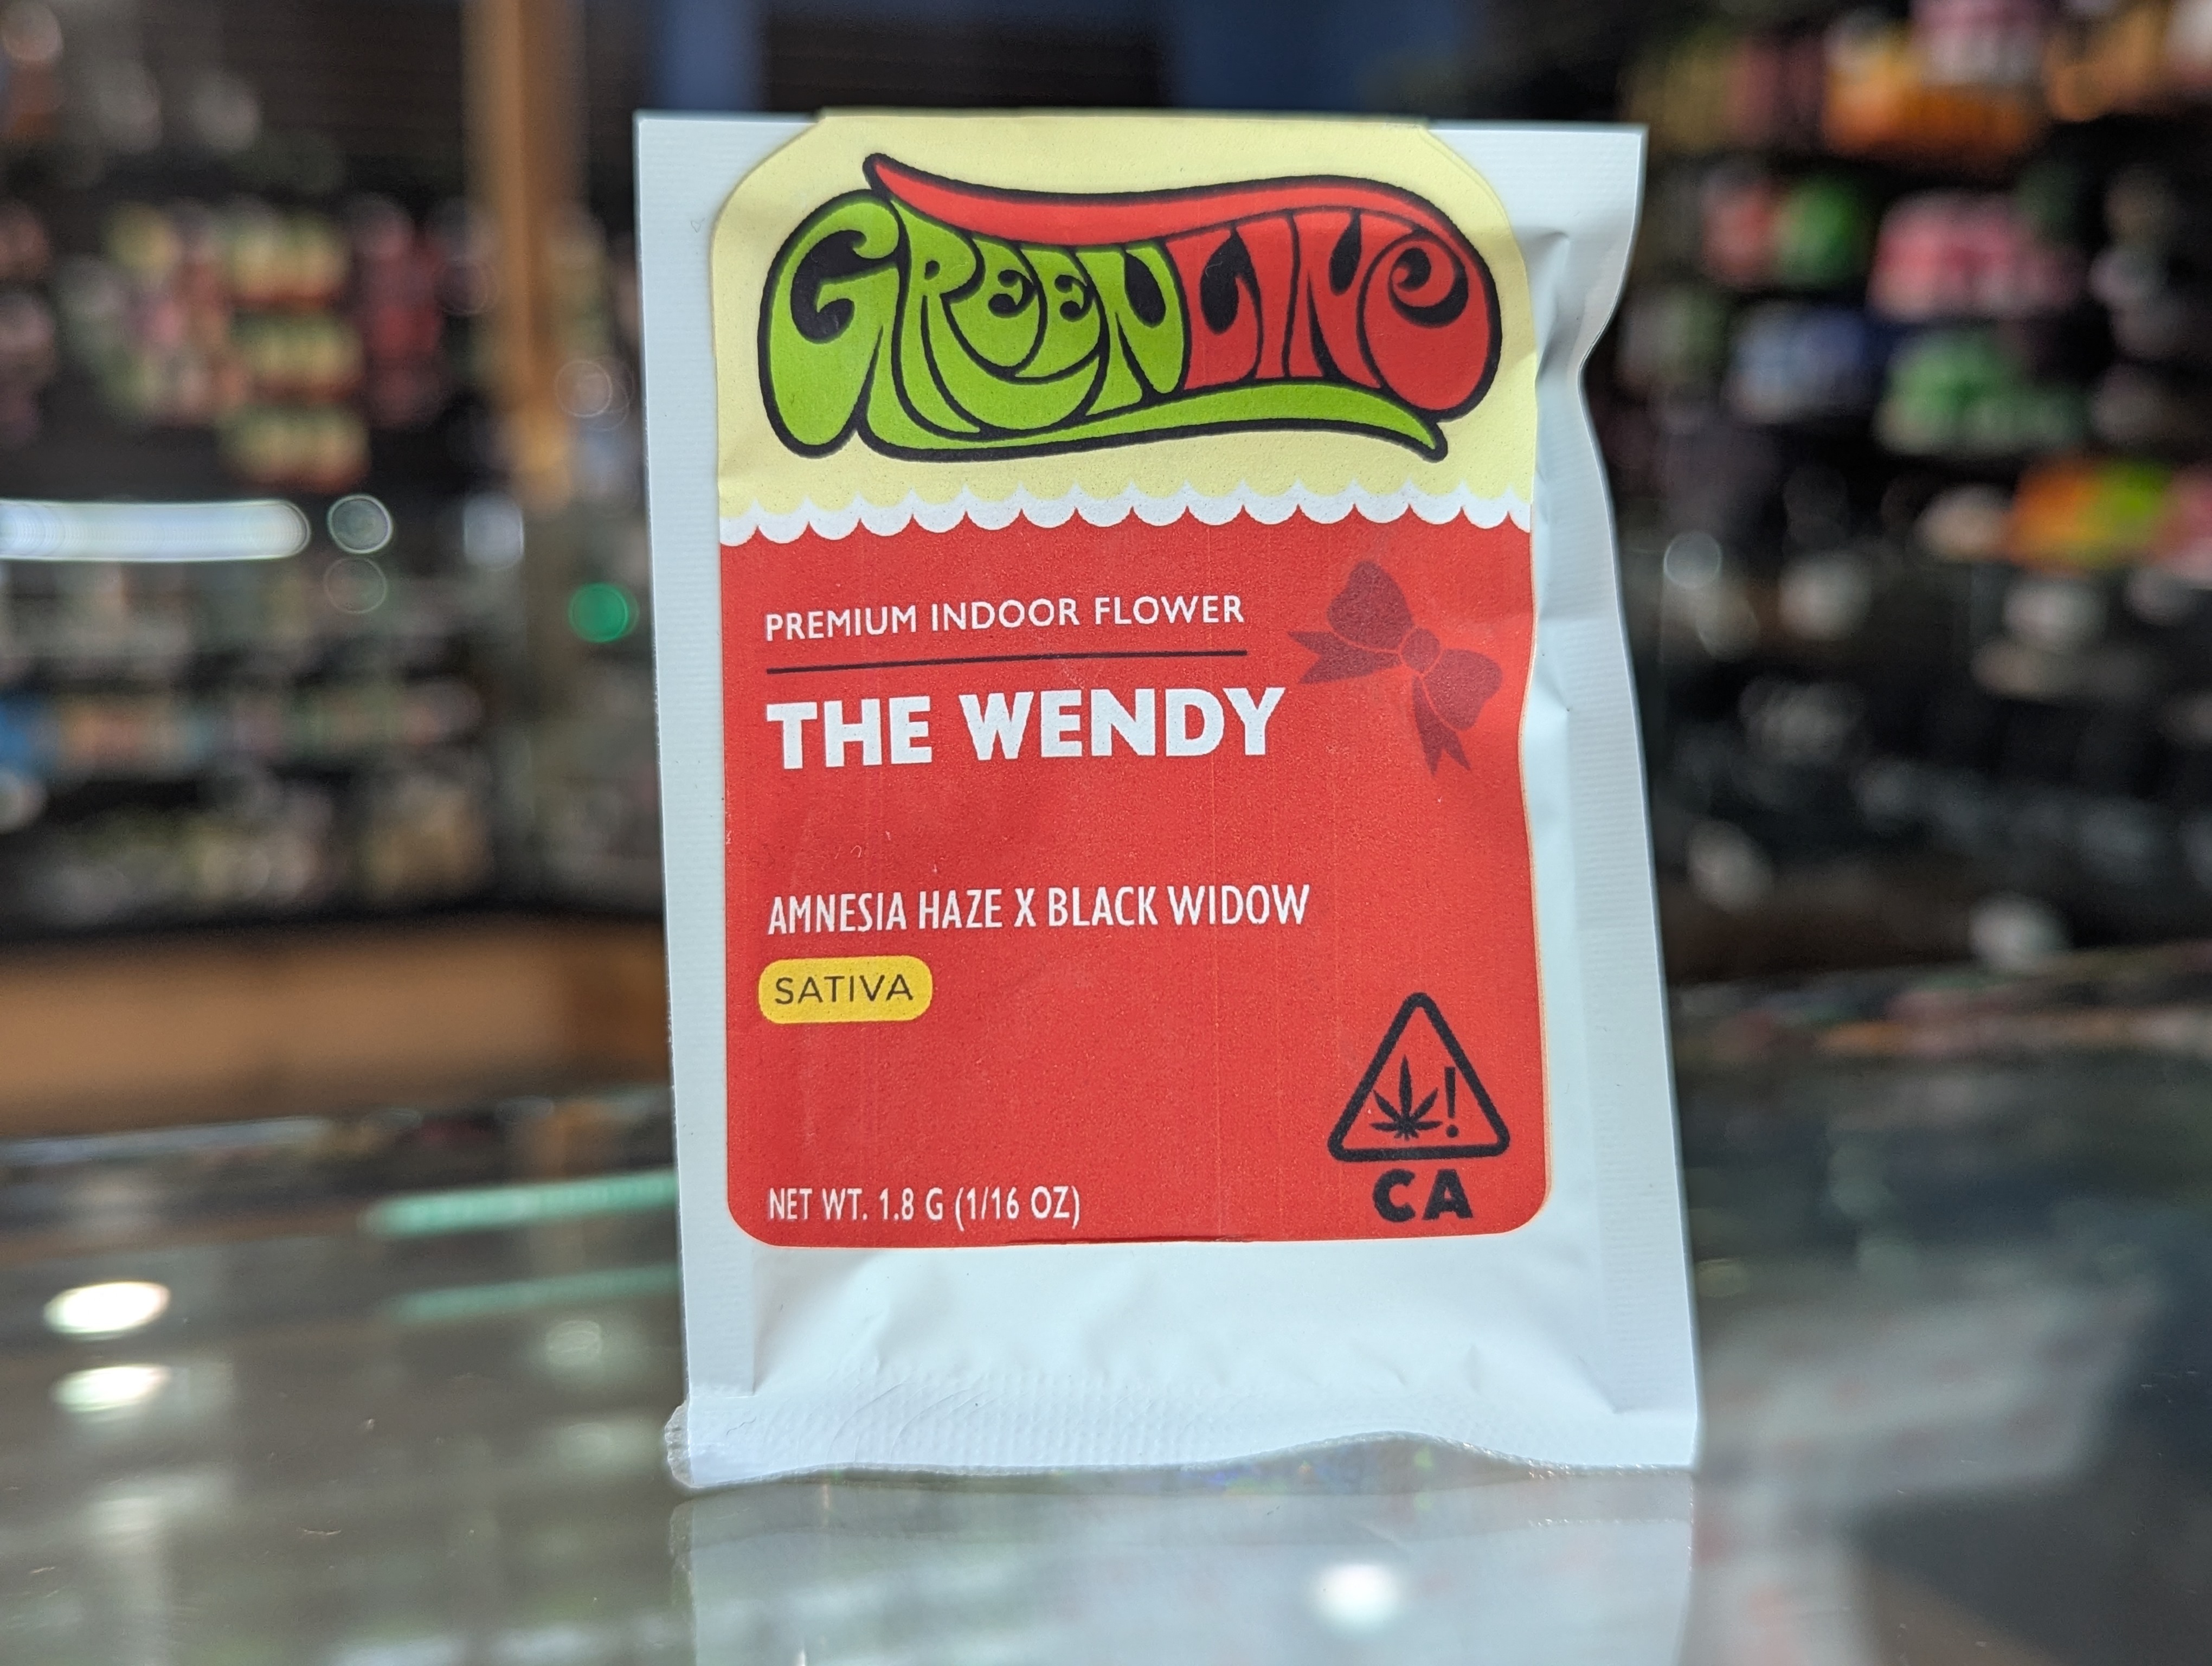 GREENLINE
PREMIUM INDOOR FLOWER
THE WENDY
AMNESIA HAZE X BLACK WIDOW
SATIVA
!
NET WT. 1.8 G (1/16 OZ)
CA